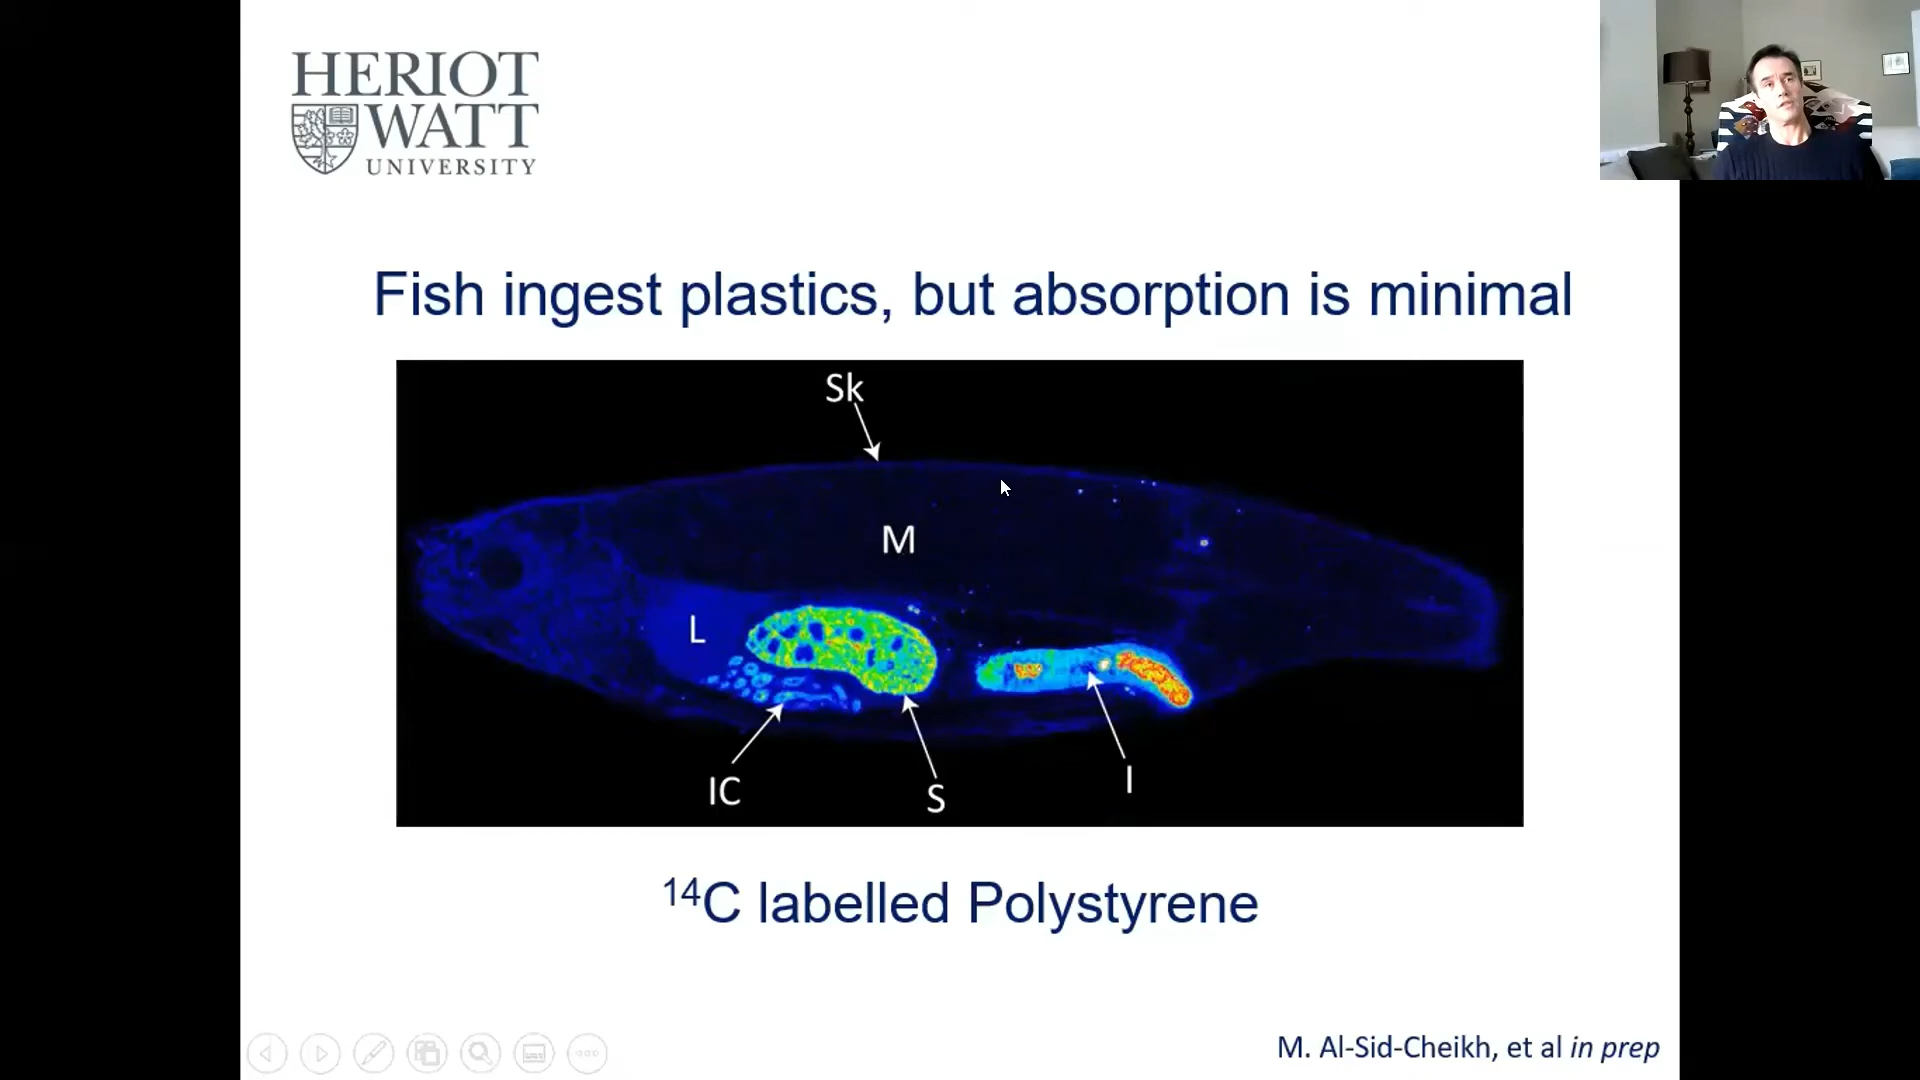 HERIOT
WATT
UNIVERSITY
Fish ingest plastics, but absorption is minimal
Sk
M
L
IC
S
I
14C labelled Polystyrene
M. Al-Sid-Cheikh, et al in prep